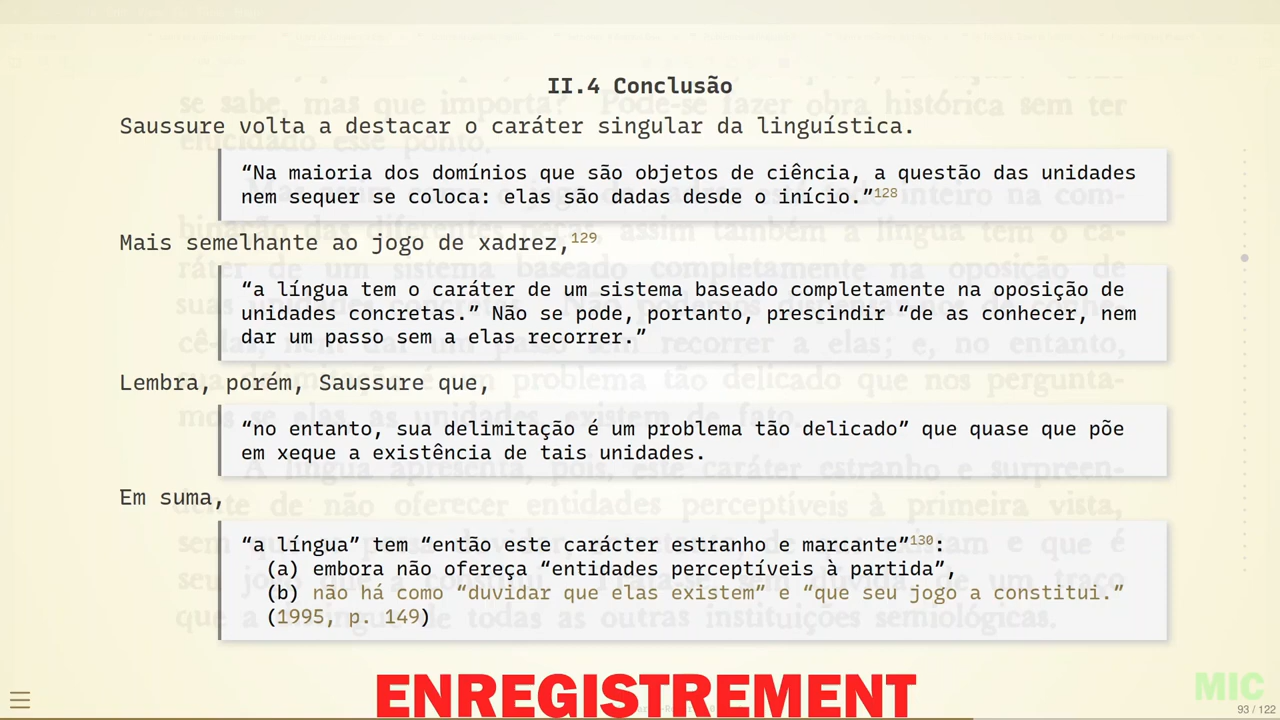 II.4 Conclusão
Saussure volta a destacar o caráter singular da linguística.
“Na maioria dos domínios que são objetos de ciência, a questão das unidades
nem sequer se coloca: elas são dadas desde o início.”128
Mais semelhante ao jogo de xadrez,129
“a língua tem o caráter de um sistema baseado completamente na oposição de
unidades concretas.” Não se pode, portanto, prescindir “de as conhecer, nem
dar um passo sem a elas recorrer.”
Lembra, porém, Saussure que,
“no entanto, sua delimitação é um problema tão delicado” que quase que põe
em xeque a existência de tais unidades.
Em suma,
“a língua” tem “então este carácter estranho e marcante”130:
(a) embora não ofereça “entidades perceptíveis à partida”,
(b) não há como “duvidar que elas existem” e “que seu jogo a constitui.”
(1995, p. 149)
ENREGISTREMENT
MIC
93 / 122